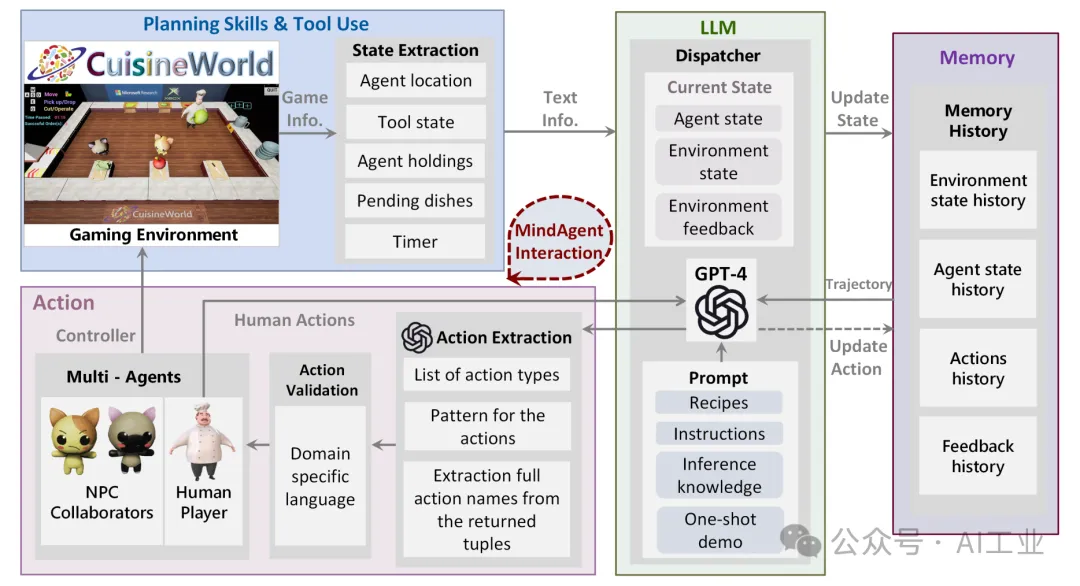 Planning Skills & Tool Use
CuisineWorld
Move
Pick up/Drop
Cut/Operate
Microsoft Research
QUIT
CuisineWorld
Gaming Environment
Game
Info.
State Extraction
Agent location
Tool state
Agent holdings
Pending dishes
Timer
Text
Info.
MindAgent
Interaction
LLM
Dispatcher
Current State
Agent state
Environment
state
Environment
feedback
GPT-4
Prompt
Recipes
Instructions
Inference
knowledge
One-shot
demo
Update
State
Trajectory
Update
Action
Memory
Memory
History
Environment
state history
Agent state
history
Actions
history
Feedback
history
Action
Controller
Human Actions
Multi - Agents
NPC
Collaborators
Human
Player
Action
Validation
Domain
specific
language
Action Extraction
List of action types
Pattern for the
actions
Extraction full
action names from
the returned
tuples
公众号 · AI工业